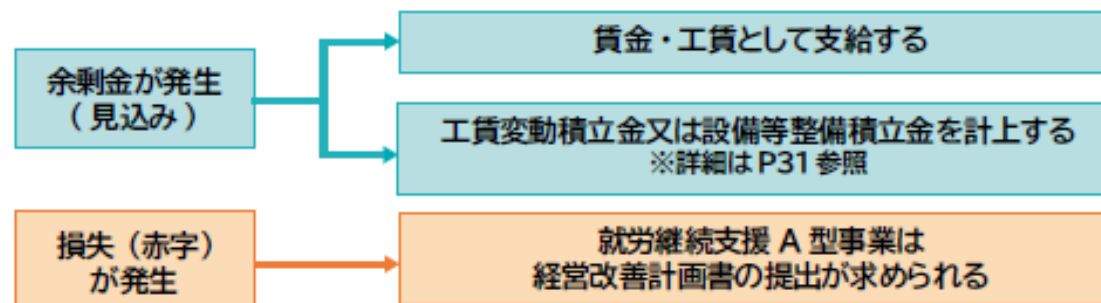 余剰金が発生
（見込み）
賃金・工賃として支給する
工賃変動積立金又は設備等整備積立金を計上する
※詳細は P31 参照
損失（赤字）
が発生
就労継続支援 A 型事業は
経営改善計画書の提出が求められる